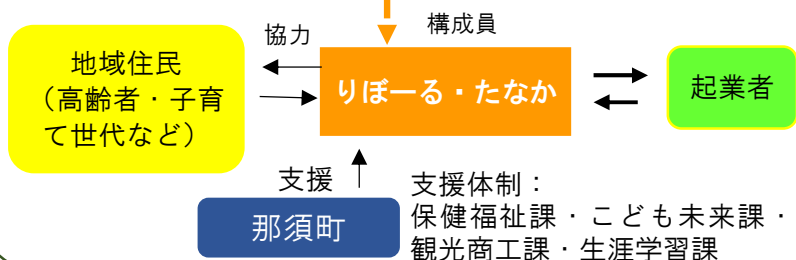 構成員
協力
地域住民
（高齢者・子育
て世代など）
りぼーる・たなか
起業者
支援
那須町
支援体制：
保健福祉課・こども未来課・
観光商工課・生涯学習課